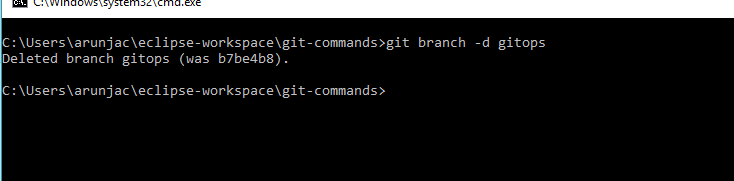 C:\Windows\system32\cmd.exe
C:\Users\arunjac\eclipse-workspace\git-commands>git branch -d gitops
Deleted branch gitops (was b7be4b8).
C:\Users\arunjac\eclipse-workspace\git-commands>